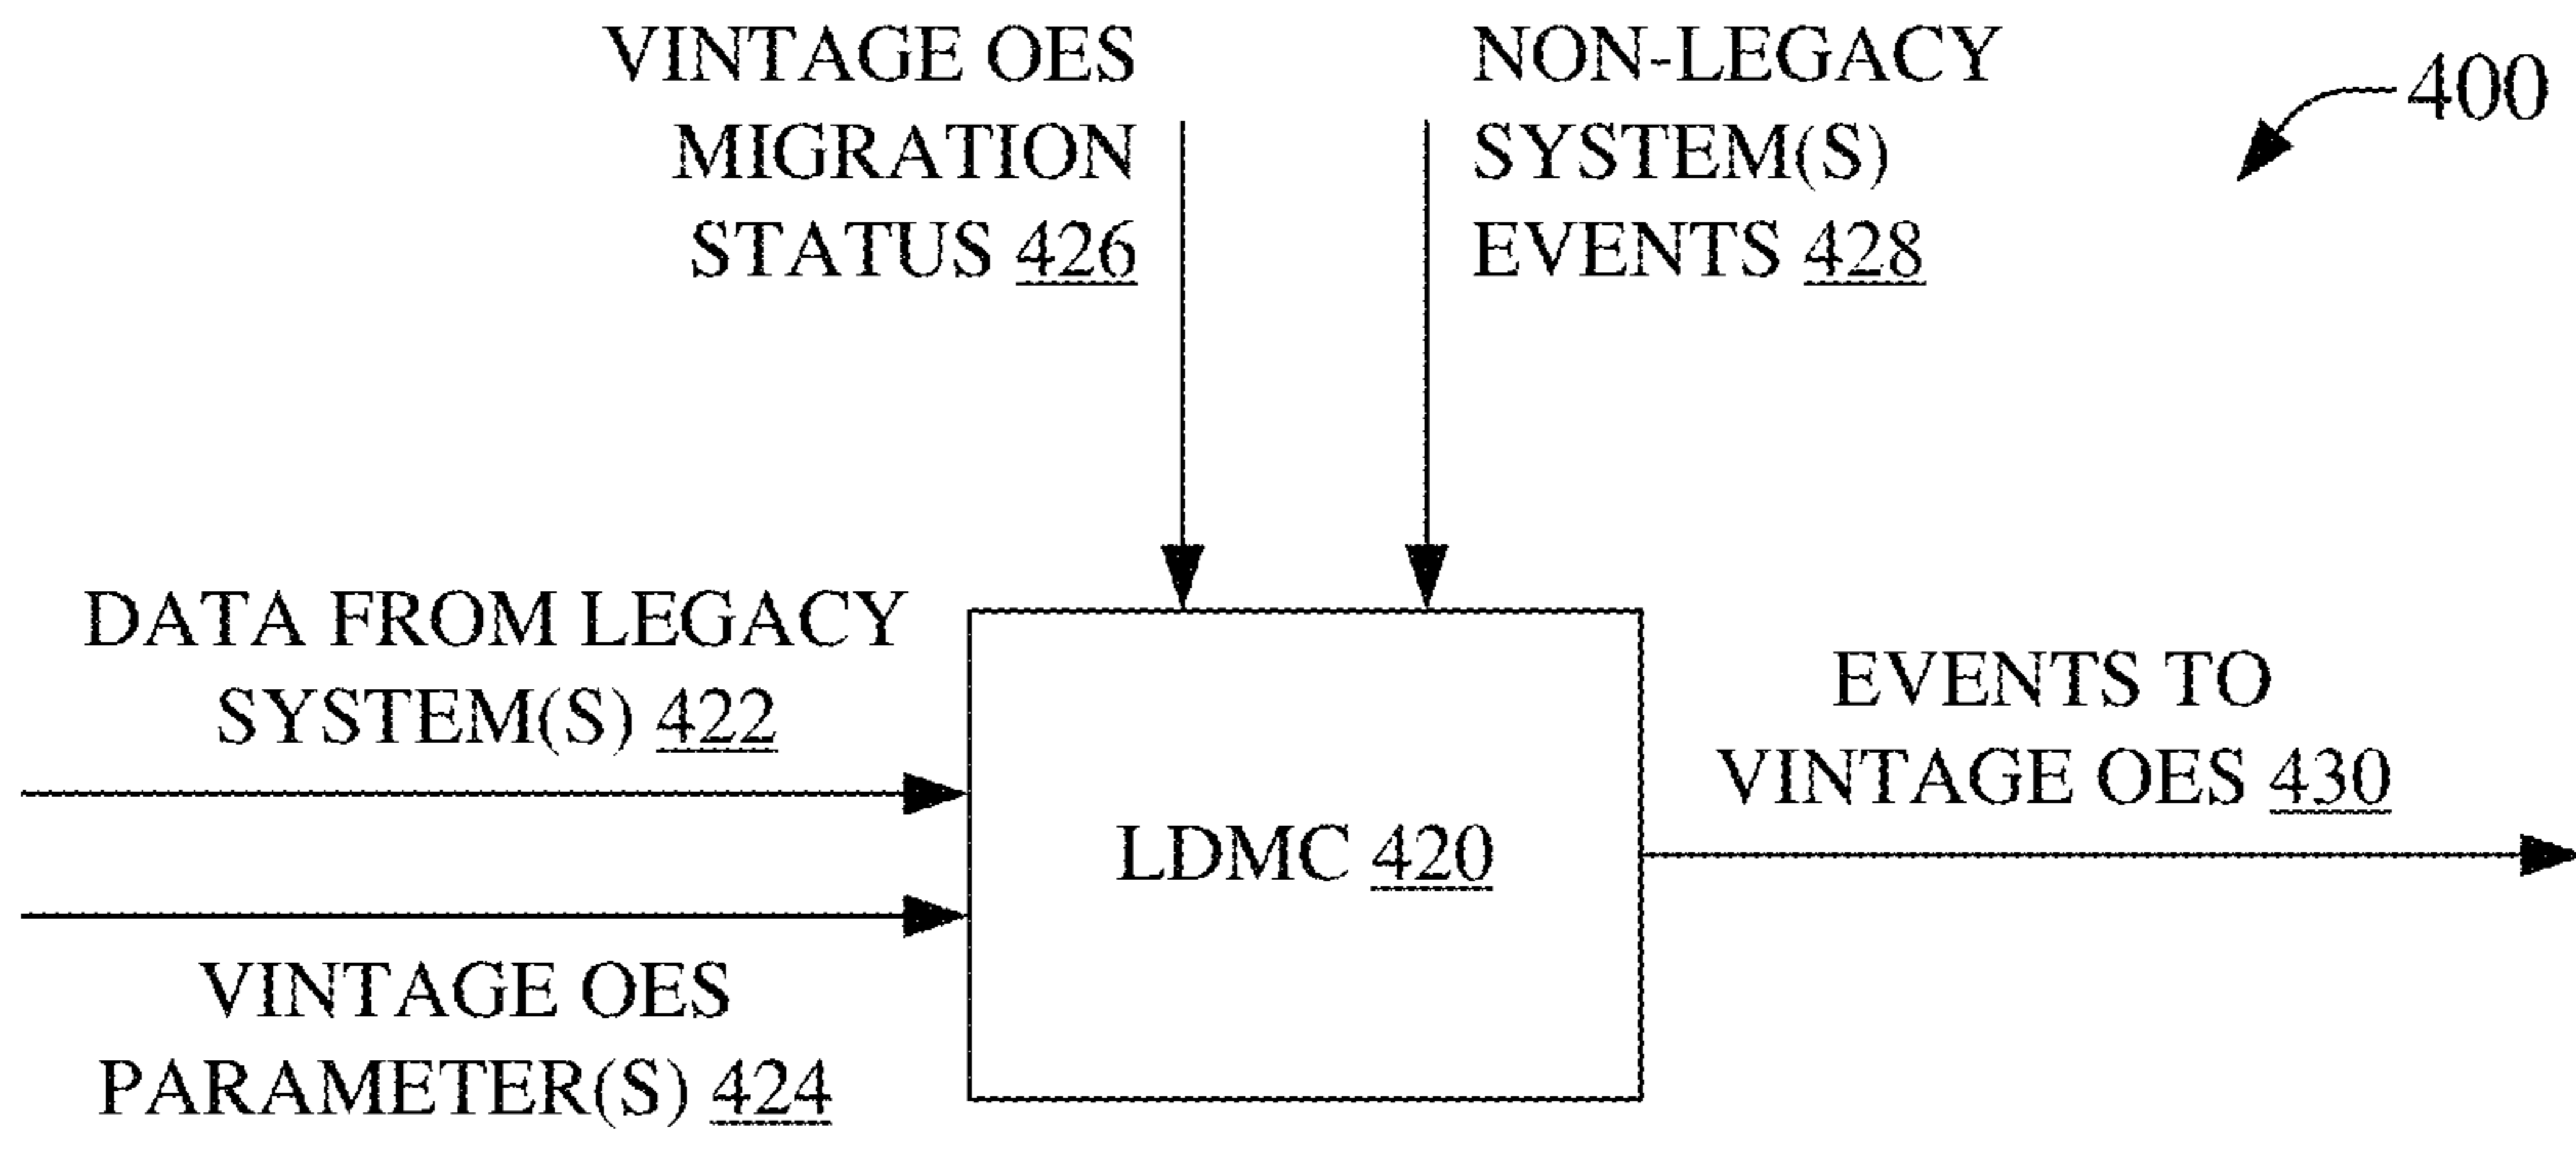 VINTAGE OES
MIGRATION
STATUS 426
NON-LEGACY
SYSTEM(S)
EVENTS 428
400
DATA FROM LEGACY
SYSTEM(S) 422
VINTAGE OES
PARAMETER(S) 424
LDMC 420
EVENTS TO
VINTAGE OES 430